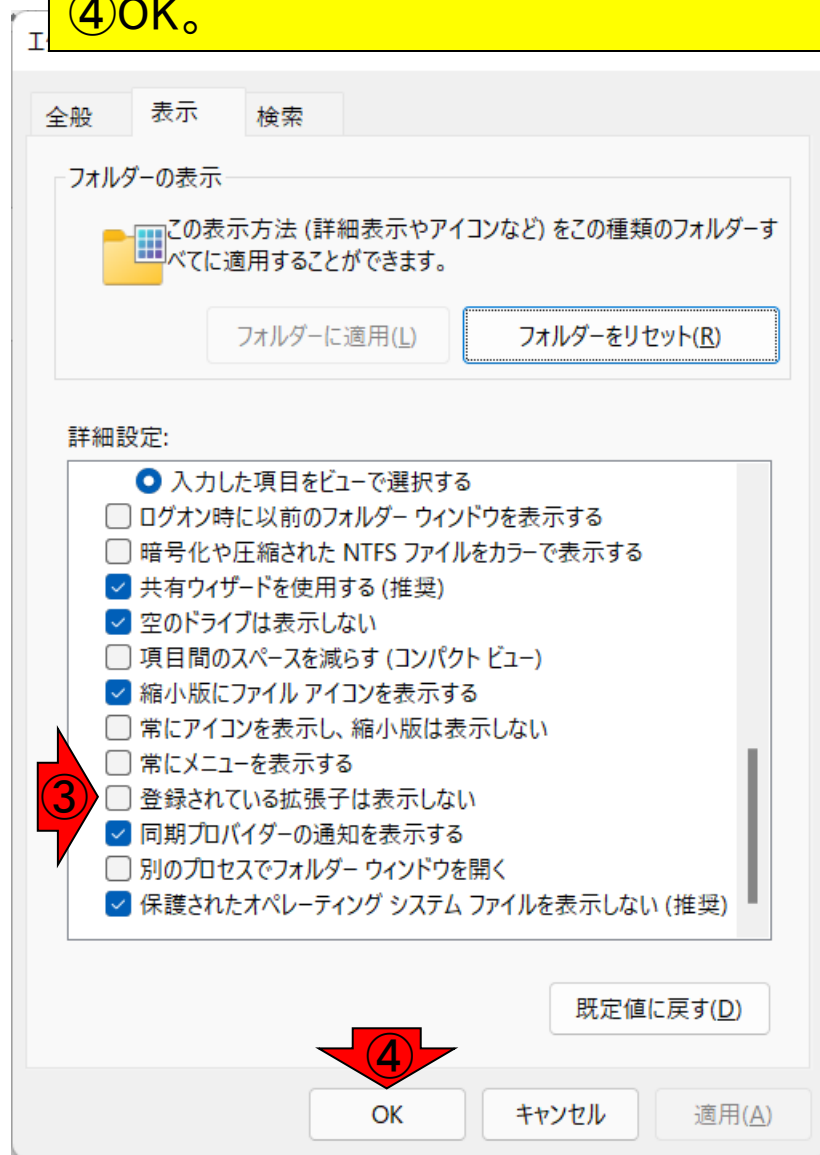 ④OK。
エ
全般
表示
検索
フォルダーの表示
この表示方法 (詳細表示やアイコンなど) をこの種類のフォルダーす
べてに適用することができます。
フォルダーに適用(L)
フォルダーをリセット(R)
詳細設定:
入力した項目をビューで選択する
ログオン時に以前のフォルダー ウィンドウを表示する
暗号化や圧縮された NTFS ファイルをカラーで表示する
共有ウィザードを使用する (推奨)
空のドライブは表示しない
項目間のスペースを減らす (コンパクト ビュー)
縮小版にファイル アイコンを表示する
常にアイコンを表示し、縮小版は表示しない
常にメニューを表示する
③ 登録されている拡張子は表示しない
同期プロバイダーの通知を表示する
別のプロセスでフォルダー ウィンドウを開く
保護されたオペレーティング システム ファイルを表示しない (推奨)
既定値に戻す(D)
④
OK
キャンセル
適用(A)